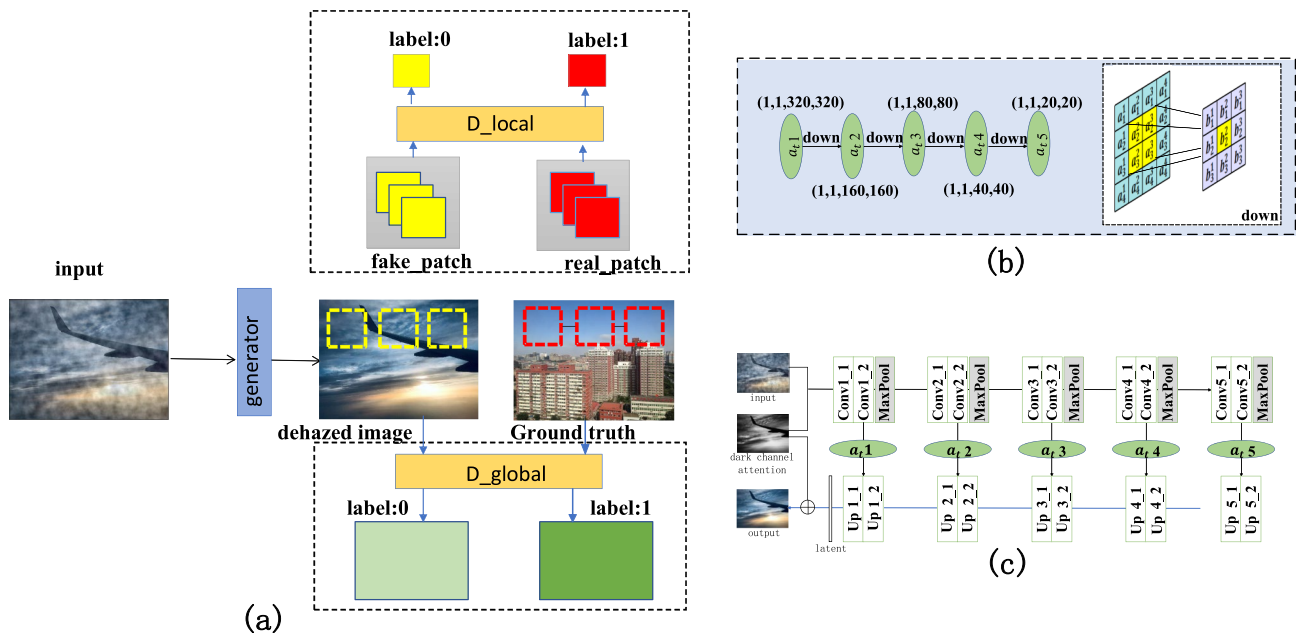 label:0
label:1
D_local
fake_patch
real_patch
input
generator
dehazed image
Ground truth
D_global
label:0
label:1
(a)
(1,1,320,320)
(1,1,80,80)
(1,1,20,20)
a_t 1
down
a_t 2
down
a_t 3
down
a_t 4
down
a_t 5
(1,1,160,160)
(1,1,40,40)
down
(b)
input
dark channel
attention
output
latent
Conv1_1
Conv1_2
MaxPool
Conv2_1
Conv2_2
MaxPool
Conv3_1
Conv3_2
MaxPool
Conv4_1
Conv4_2
MaxPool
Conv5_1
Conv5_2
MaxPool
a_t 1
a_t 2
a_t 3
a_t 4
a_t 5
Up 1_1
Up 1_2
Up 2_1
Up 2_2
Up 3_1
Up 3_2
Up 4_1
Up 4_2
Up 5_1
Up 5_2
(c)